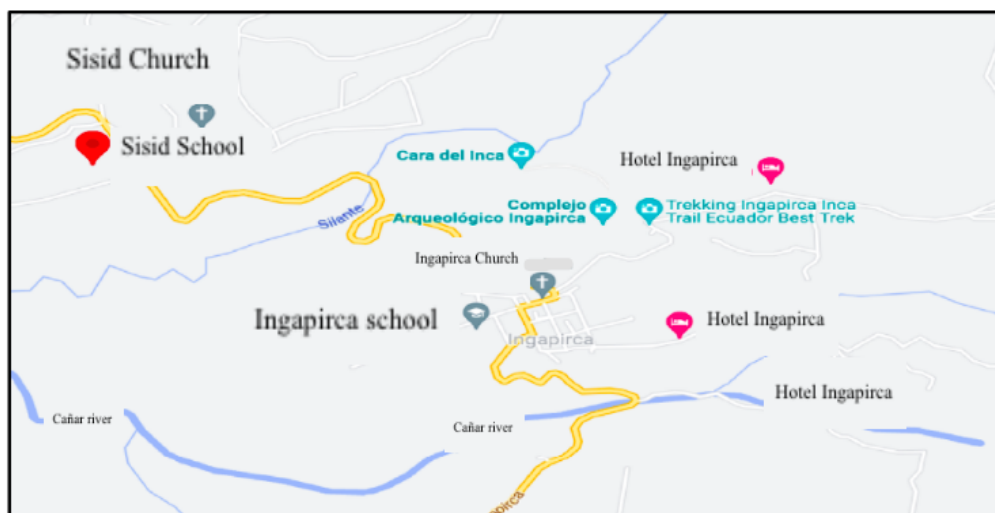 Sisid Church
Sisid School
Cara del Inca
Hotel Ingapirca
Complejo
Arqueológico Ingapirca
Trekking Ingapirca Inca
Trail Ecuador Best Trek
Silante
Ingapirca Church
Ingapirca school
Hotel Ingapirca
Ingapirca
Hotel Ingapirca
Cañar river
Cañar river
apirca